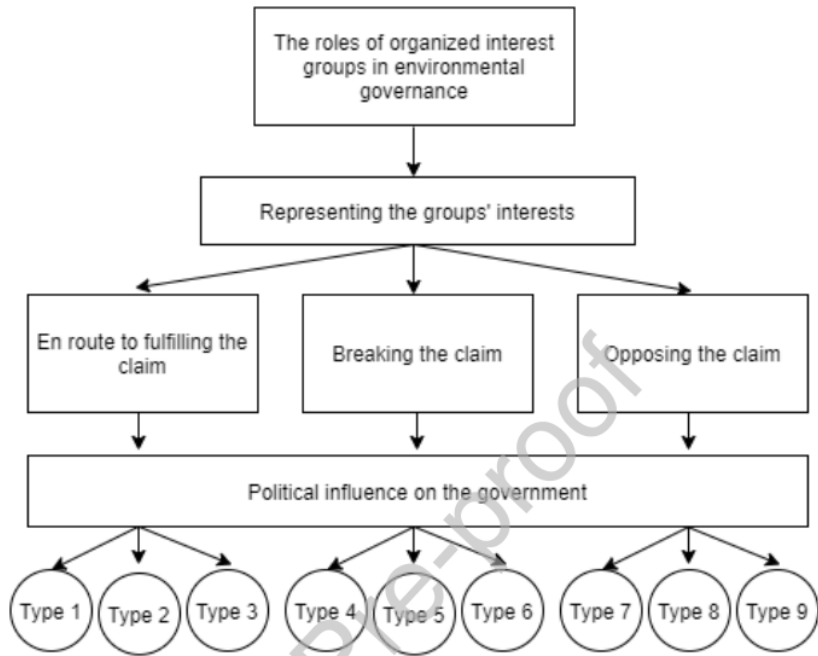 The roles of organized interest
groups in environmental
governance
Representing the groups' interests
En route to fulfilling the
claim
Breaking the claim
Opposing the claim
Political influence on the government
Type 1
Type 2
Type 3
Type 4
Type 5
Type 6
Type 7
Type 8
Type 9
Pre-proof